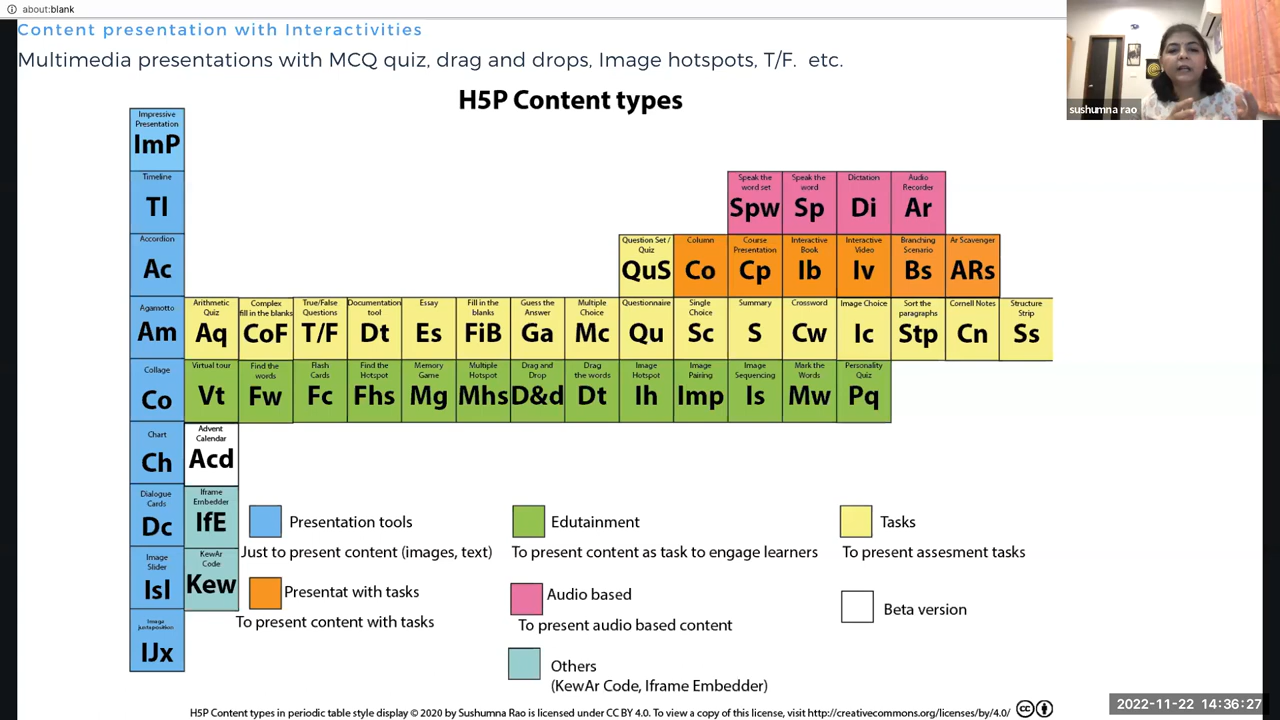 about:blank
Content presentation with Interactivities
Multimedia presentations with MCQ quiz, drag and drops, Image hotspots, T/F. etc.
sushumna rao
H5P Content types
Impressive
Presentation
ImP
Timeline
Tl
Speak the
word set
Spw
Speak the
word
Sp
Dictation
Di
Audio
Recorder
Ar
Accordion
Ac
Question Set /
Quiz
QuS
Column
Co
Course
Presentation
Cp
Interactive
Book
Ib
Interactive
Video
Iv
Branching
Scenario
Bs
Ar Scavenger
ARs
Agamotto
Am
Arithmetic
Quiz
Aq
Complex
fill in the blanks
CoF
True/False
Questions
T/F
Documentation
tool
Dt
Essay
Es
Fill in the
blanks
FiB
Guess the
Answer
Ga
Multiple
Choice
Mc
Questionnaire
Qu
Single
Choice
Sc
Summary
S
Crossword
Cw
Image Choice
Ic
Sort the
paragraphs
Stp
Cornell Notes
Cn
Structure
Strip
Ss
Collage
Co
Virtual tour
Vt
Find the
words
Fw
Flash
Cards
Fc
Find the
Hotspot
Fhs
Memory
Game
Mg
Multiple
Hotspot
Mhs
Drag and
Drop
D&d
Drag
the words
Dt
Image
Hotspot
Ih
Image
Pairing
Imp
Image
Sequencing
Is
Mark the
Words
Mw
Personality
Quiz
Pq
Chart
Ch
Advent
Calendar
Acd
Dialogue
Cards
Dc
Iframe
Embedder
IfE
Image
Slider
Isl
KewAr
Code
Kew
Image
Juxtaposition
IJx
Presentation tools
Just to present content (images, text)
Edutainment
To present content as task to engage learners
Tasks
To present assesment tasks
Presentat with tasks
To present content with tasks
Audio based
To present audio based content
Beta version
Others
(KewAr Code, Iframe Embedder)
H5P Content types in periodic table style display © 2020 by Sushumna Rao is licensed under CC BY 4.0. To view a copy of this license, visit http://creativecommons.org/licenses/by/4.0/
2022-11-22 14:36:27